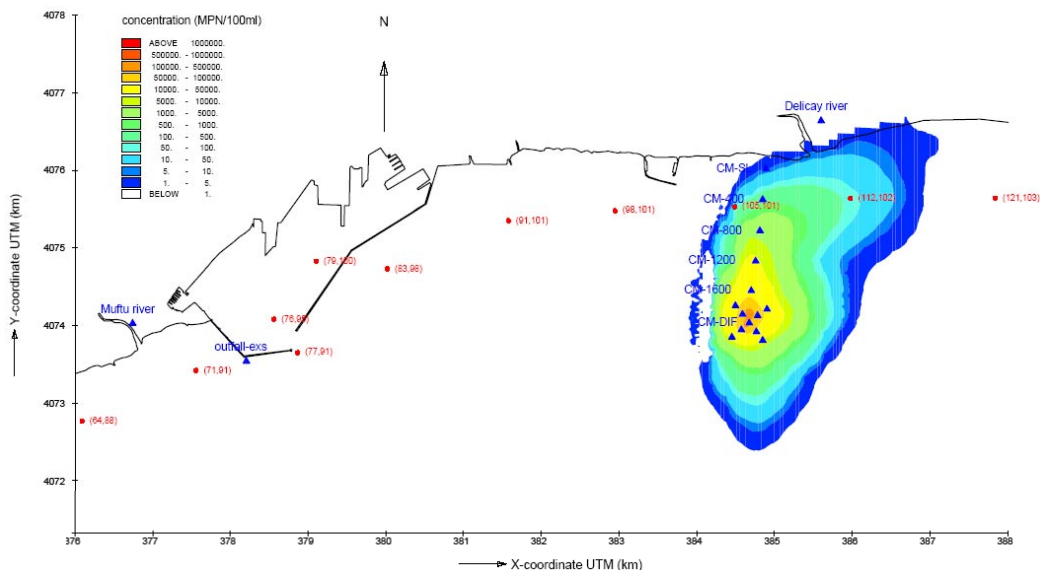 4078
concentration (MPN/100ml)
N
ABOVE 1000000.
500000. - 1000000.
100000. - 500000.
50000. - 100000.
10000. - 50000.
5000. - 10000.
1000. - 5000.
500. - 1000.
100. - 500.
50. - 100.
10. - 50.
5. - 10.
1. - 5.
BELOW 1.
4077
Delicay river
4076
CM-SL
CM-400
(105,101)
(112,102)
(121,103)
(98,101)
(91,101)
CM-800
4075
(79,100)
(83,98)
CM-1200
CM-1600
Muftu river
(76,95)
CM-DIF
4074
outfall-exs
(77,91)
(71,91)
4073
(64,88)
4072
376
377
378
379
380
381
382
383
384
385
386
387
388
Y-coordinate UTM (km)
X-coordinate UTM (km)